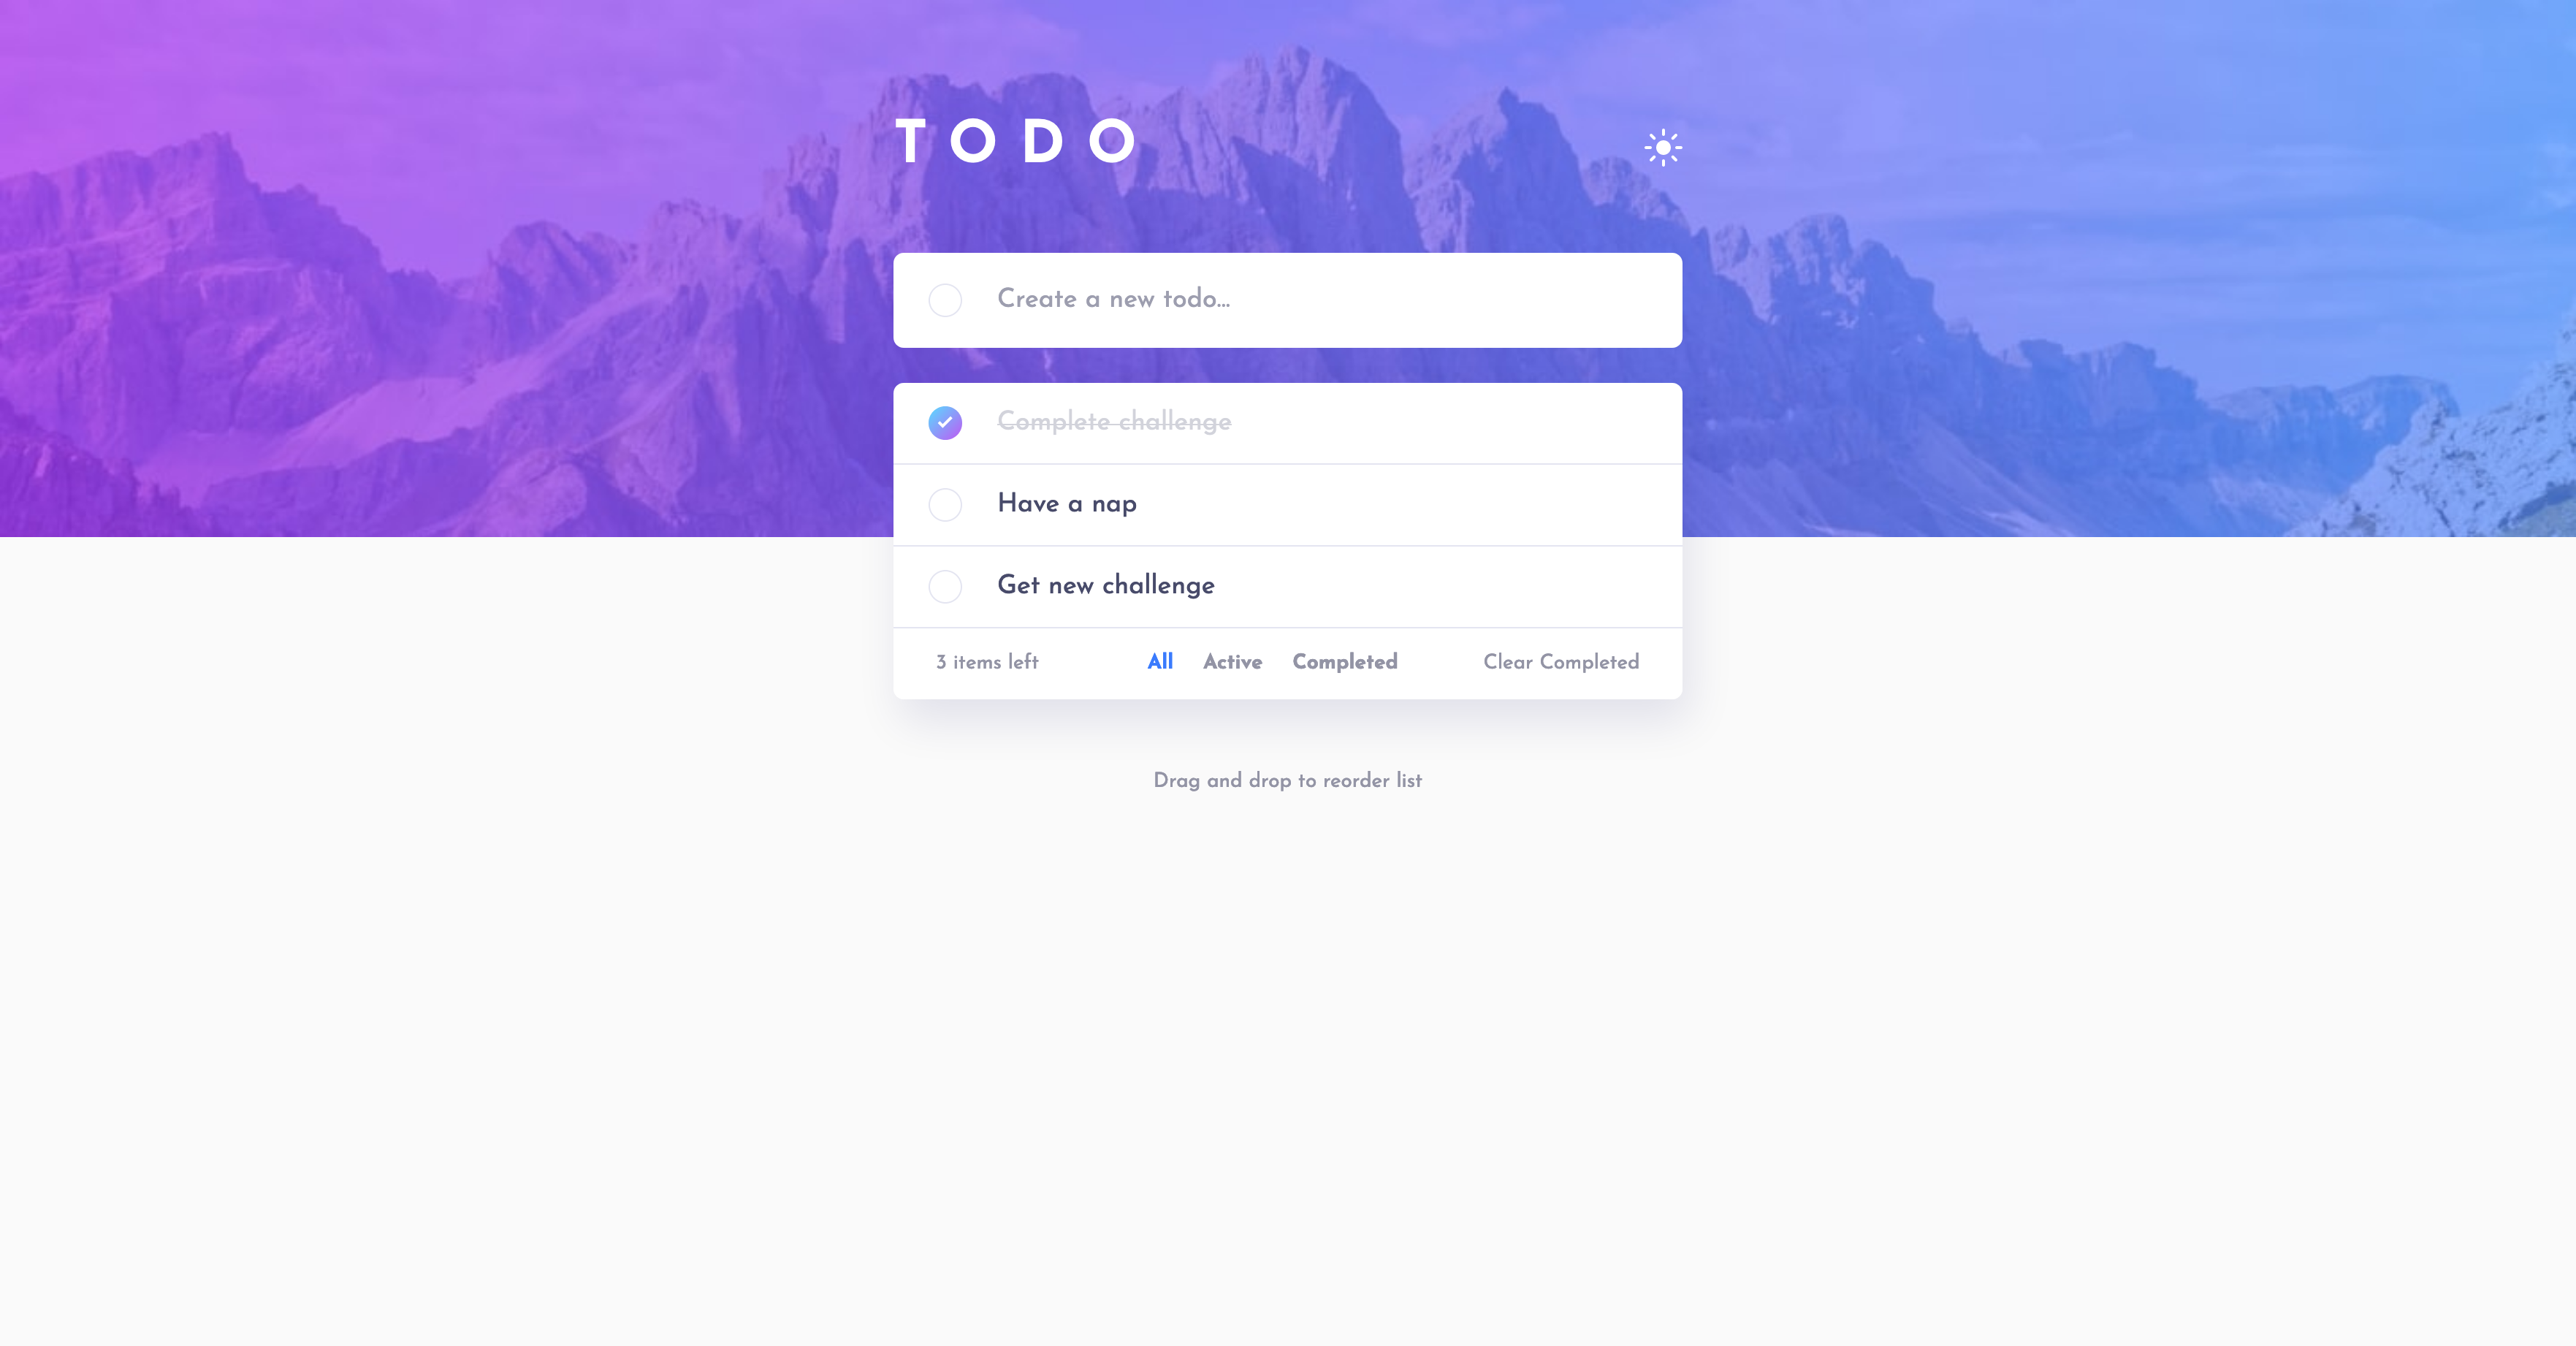 TODO
Create a new todo...
Complete challenge
Have a nap
Get new challenge
3 items left All Active Completed Clear Completed
Drag and drop to reorder list